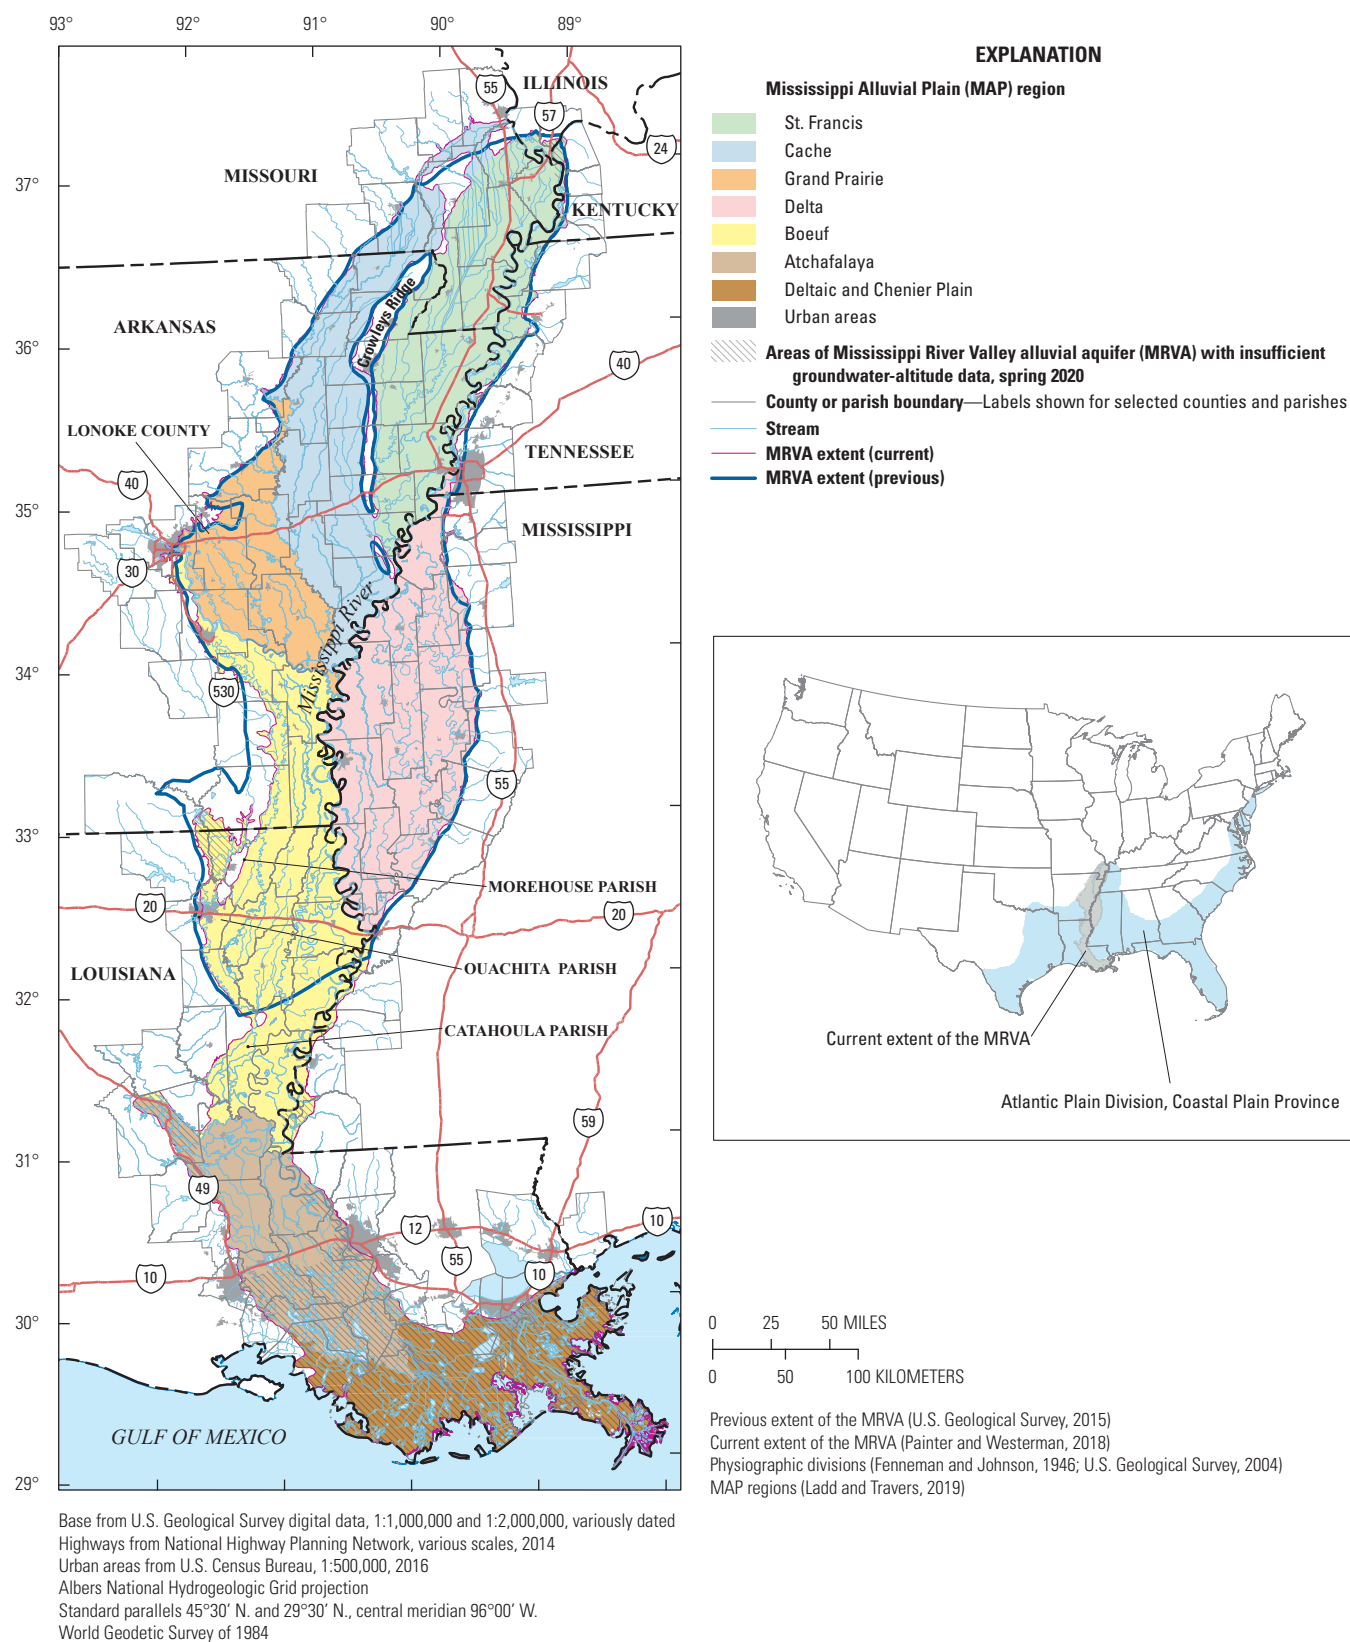 93°
92°
91°
90°
89°
55
ILLINOIS
57
24
MISSOURI
37°
KENTUCKY
Crowleys Ridge
ARKANSAS
36°
40
LONOKE COUNTY
TENNESSEE
40
35°
MISSISSIPPI
30
Mississippi River
34°
530
55
33°
MOREHOUSE PARISH
20
20
OUACHITA PARISH
LOUISIANA
32°
CATAHOULA PARISH
59
31°
49
12
10
55
10
10
30°
GULF OF MEXICO
29°
EXPLANATION
Mississippi Alluvial Plain (MAP) region
St. Francis
Cache
Grand Prairie
Delta
Boeuf
Atchafalaya
Deltaic and Chenier Plain
Urban areas
Areas of Mississippi River Valley alluvial aquifer (MRVA) with insufficient
groundwater-altitude data, spring 2020
County or parish boundary—Labels shown for selected counties and parishes
Stream
MRVA extent (current)
MRVA extent (previous)
Current extent of the MRVA
Atlantic Plain Division, Coastal Plain Province
0 25 50 MILES
0 50 100 KILOMETERS
Previous extent of the MRVA (U.S. Geological Survey, 2015)
Current extent of the MRVA (Painter and Westerman, 2018)
Physiographic divisions (Fenneman and Johnson, 1946; U.S. Geological Survey, 2004)
MAP regions (Ladd and Travers, 2019)
Base from U.S. Geological Survey digital data, 1:1,000,000 and 1:2,000,000, variously dated
Highways from National Highway Planning Network, various scales, 2014
Urban areas from U.S. Census Bureau, 1:500,000, 2016
Albers National Hydrogeologic Grid projection
Standard parallels 45°30′ N. and 29°30′ N., central meridian 96°00′ W.
World Geodetic Survey of 1984